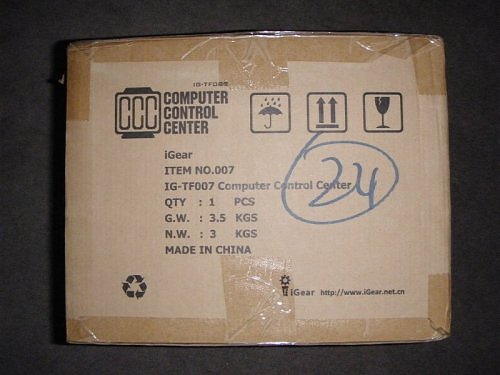 IG-TF007
CCC COMPUTER
CONTROL
CENTER
iGear
ITEM NO.007
IG-TF007 Computer Control Center
QTY : 1 PCS
G.W. : 3.5 KGS
N.W. : 3 KGS
MADE IN CHINA
24
iGear http://www.iGear.net.cn